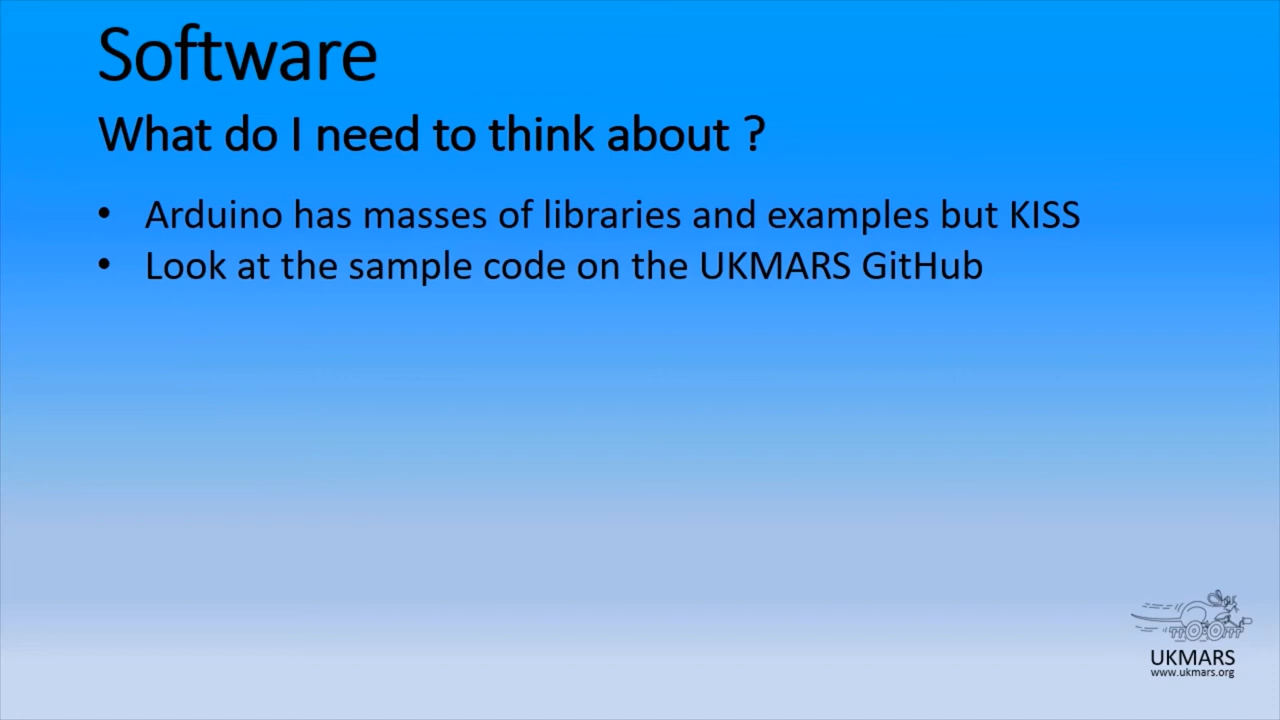 Software
What do I need to think about ?
• Arduino has masses of libraries and examples but KISS
• Look at the sample code on the UKMARS GitHub
UKMARS
www.ukmars.org